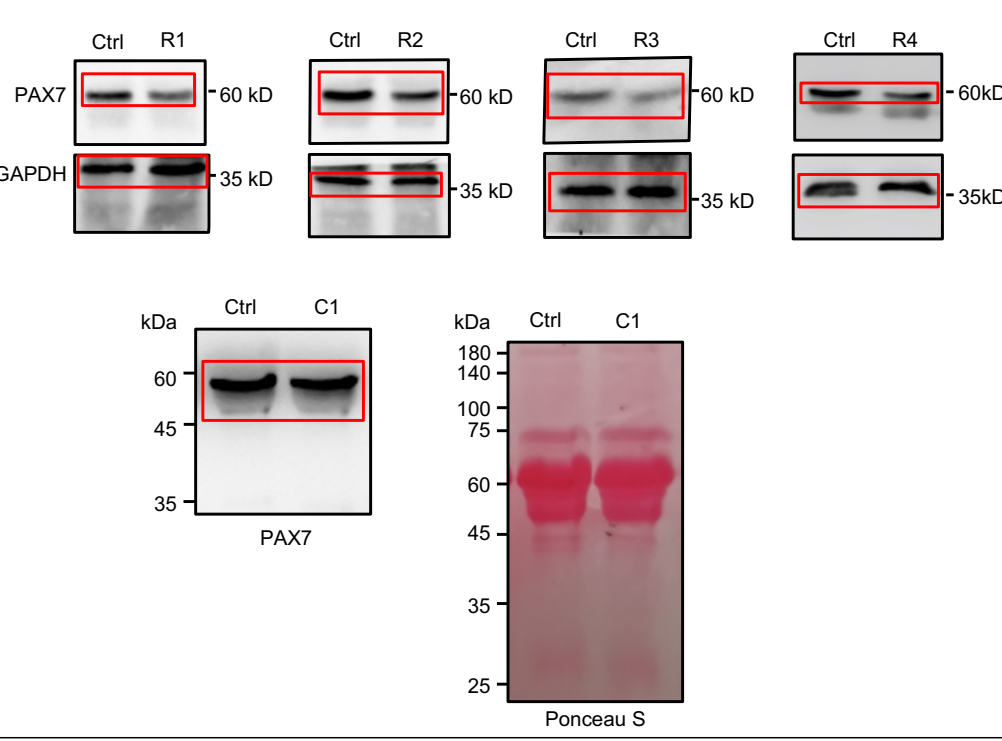 Ctrl R1 Ctrl R2 Ctrl R3 Ctrl R4
PAX7 60 kD 60 kD 60 kD 60kD
GAPDH 35 kD 35 kD 35 kD 35kD
kDa Ctrl C1
60
45
35
PAX7
kDa Ctrl C1
180
140
100
75
60
45
35
25
Ponceau S